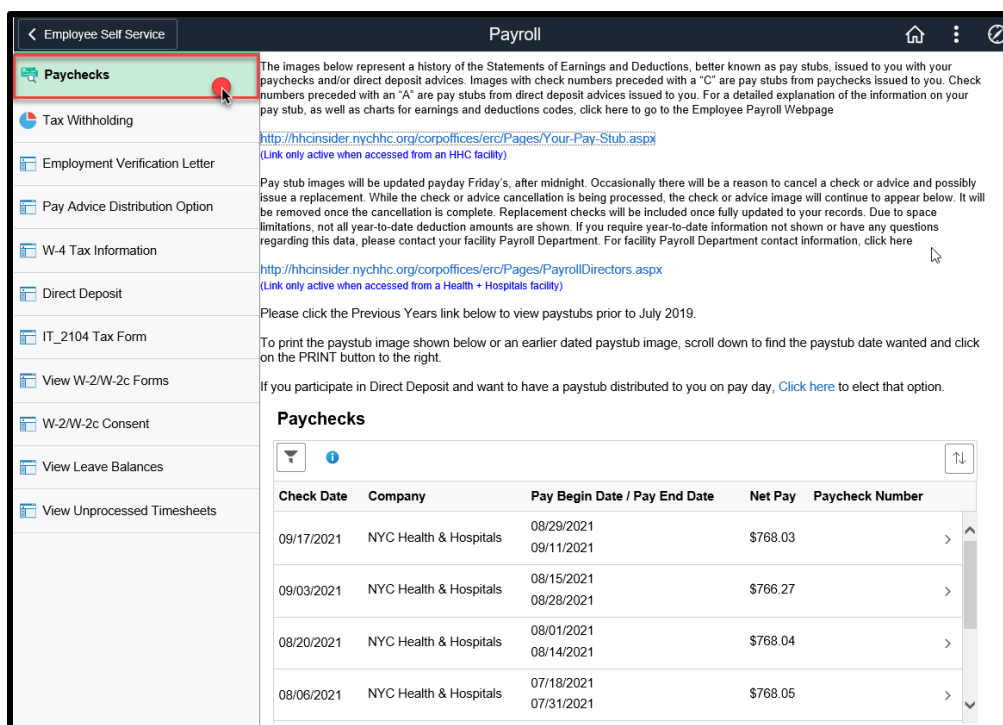 Employee Self Service
Payroll
Paychecks
Tax Withholding
Employment Verification Letter
Pay Advice Distribution Option
W-4 Tax Information
Direct Deposit
IT_2104 Tax Form
View W-2/W-2c Forms
W-2/W-2c Consent
View Leave Balances
View Unprocessed Timesheets
The images below represent a history of the Statements of Earnings and Deductions, better known as pay stubs, issued to you with your
paychecks and/or direct deposit advices. Images with check numbers preceded with a “C” are pay stubs from paychecks issued to you. Check
numbers preceded with an “A” are pay stubs from direct deposit advices issued to you. For a detailed explanation of the information on your
pay stub, as well as charts for earnings and deductions codes, click here to go to the Employee Payroll Webpage
http://hhcinsider.nychhc.org/corpoffices/erc/Pages/Your-Pay-Stub.aspx
(Link only active when accessed from an HHC facility)
Pay stub images will be updated payday Friday’s, after midnight. Occasionally there will be a reason to cancel a check or advice and possibly
issue a replacement. While the check or advice cancellation is being processed, the check or advice image will continue to appear below. It will
be removed once the cancellation is complete. Replacement checks will be included once fully updated to your records. Due to space
limitations, not all year-to-date deduction amounts are shown. If you require year-to-date information not shown or have any questions
regarding this data, please contact your facility Payroll Department. For facility Payroll Department contact information, click here
http://hhcinsider.nychhc.org/corpoffices/erc/Pages/PayrollDirectors.aspx
(Link only active when accessed from a Health + Hospitals facility)
Please click the Previous Years link below to view paystubs prior to July 2019.
To print the paystub image shown below or an earlier dated paystub image, scroll down to find the paystub date wanted and click
on the PRINT button to the right.
If you participate in Direct Deposit and want to have a paystub distributed to you on pay day, Click here to elect that option.
Paychecks
Check Date Company Pay Begin Date / Pay End Date Net Pay Paycheck Number
09/17/2021 NYC Health & Hospitals 08/29/2021 $768.03
09/11/2021
09/03/2021 NYC Health & Hospitals 08/15/2021 $766.27
08/28/2021
08/20/2021 NYC Health & Hospitals 08/01/2021 $768.04
08/14/2021
08/06/2021 NYC Health & Hospitals 07/18/2021 $768.05
07/31/2021